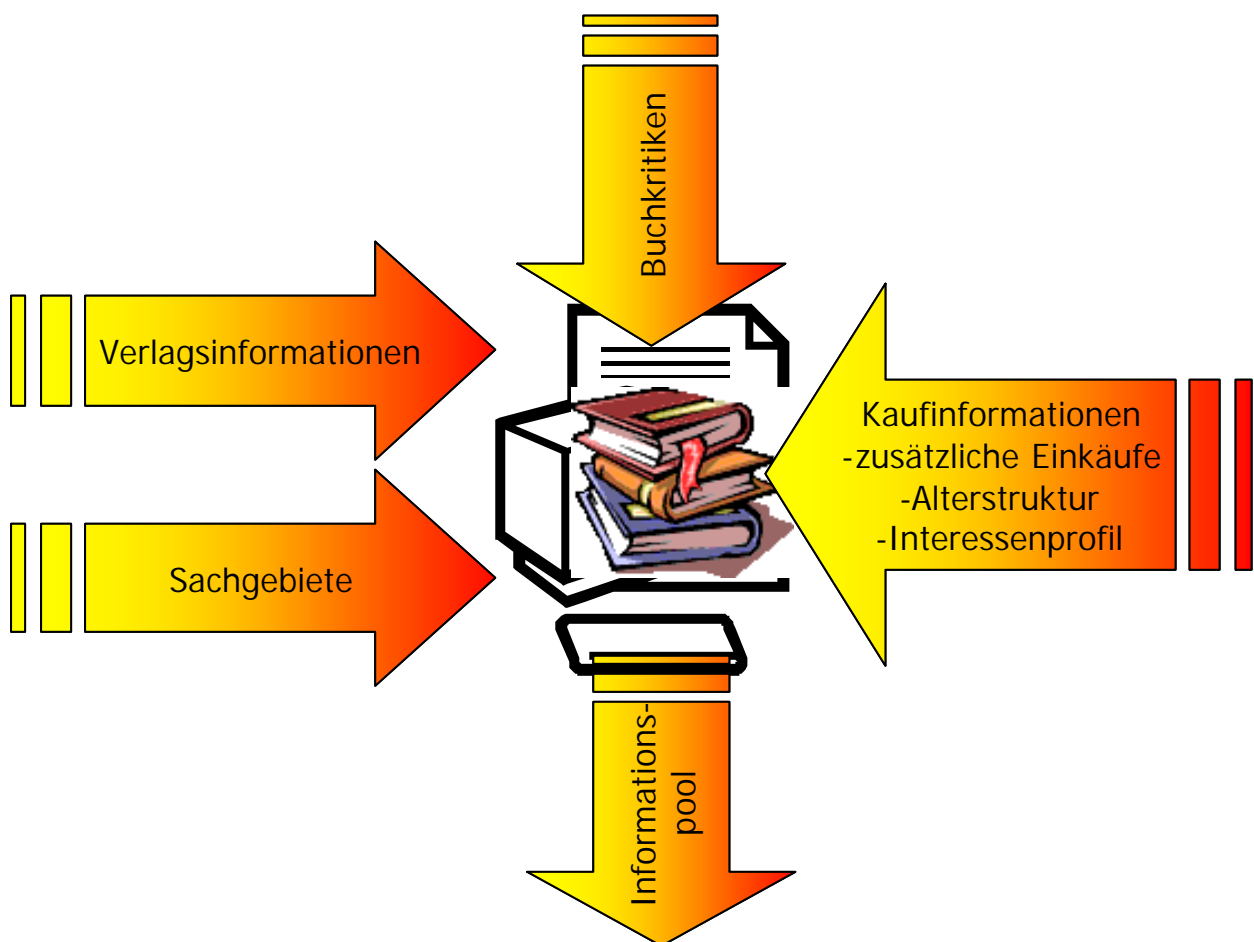 Buchkritiken
Verlagsinformationen
Kaufinformationen
-zusätzliche Einkäufe
-Alterstruktur
-Interessenprofil
Sachgebiete
Informations-
pool